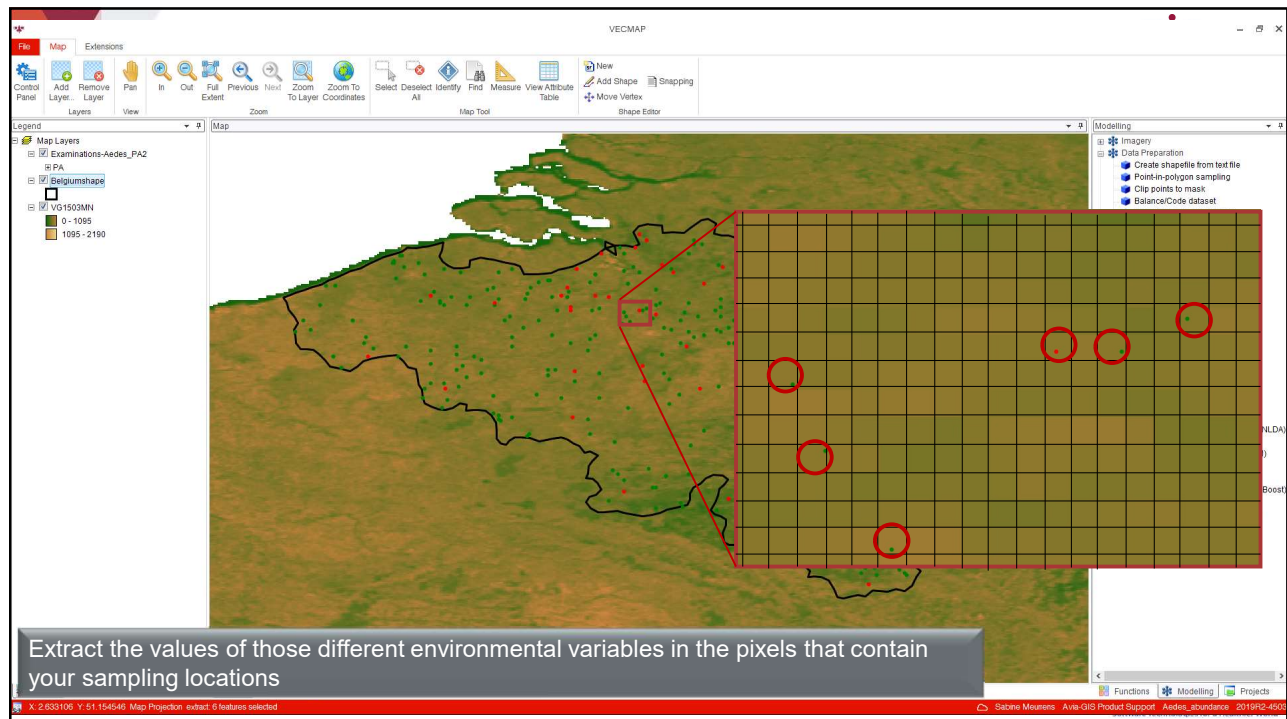 VECMAP
File Map Extensions
Control Panel
Add Layer...
Remove Layer
Pan
In
Out
Full Extent
Previous
Next
Zoom To Layer
Zoom To Coordinates
Select
Deselect All
Identify
Find
Measure
View Attribute Table
New
Add Shape
Snapping
Move Vertex
Layers
View
Zoom
Map Tool
Shape Editor
Legend
Map Layers
Examinations-Aedes_PA2
PA
Belgiumshape
VG1503MN
0 - 1095
1095 - 2190
Map
Modelling
Imagery
Data Preparation
Create shapefile from text file
Point-in-polygon sampling
Clip points to mask
Balance/Code dataset
NLDA)
Boost)
Extract the values of those different environmental variables in the pixels that contain
your sampling locations
Functions Modelling Projects
X: 2.633106 Y: 51.154546 Map Projection extract: 6 features selected
Sabine Meurens Avia-GIS Product Support Aedes_abundance 2019R2-4503